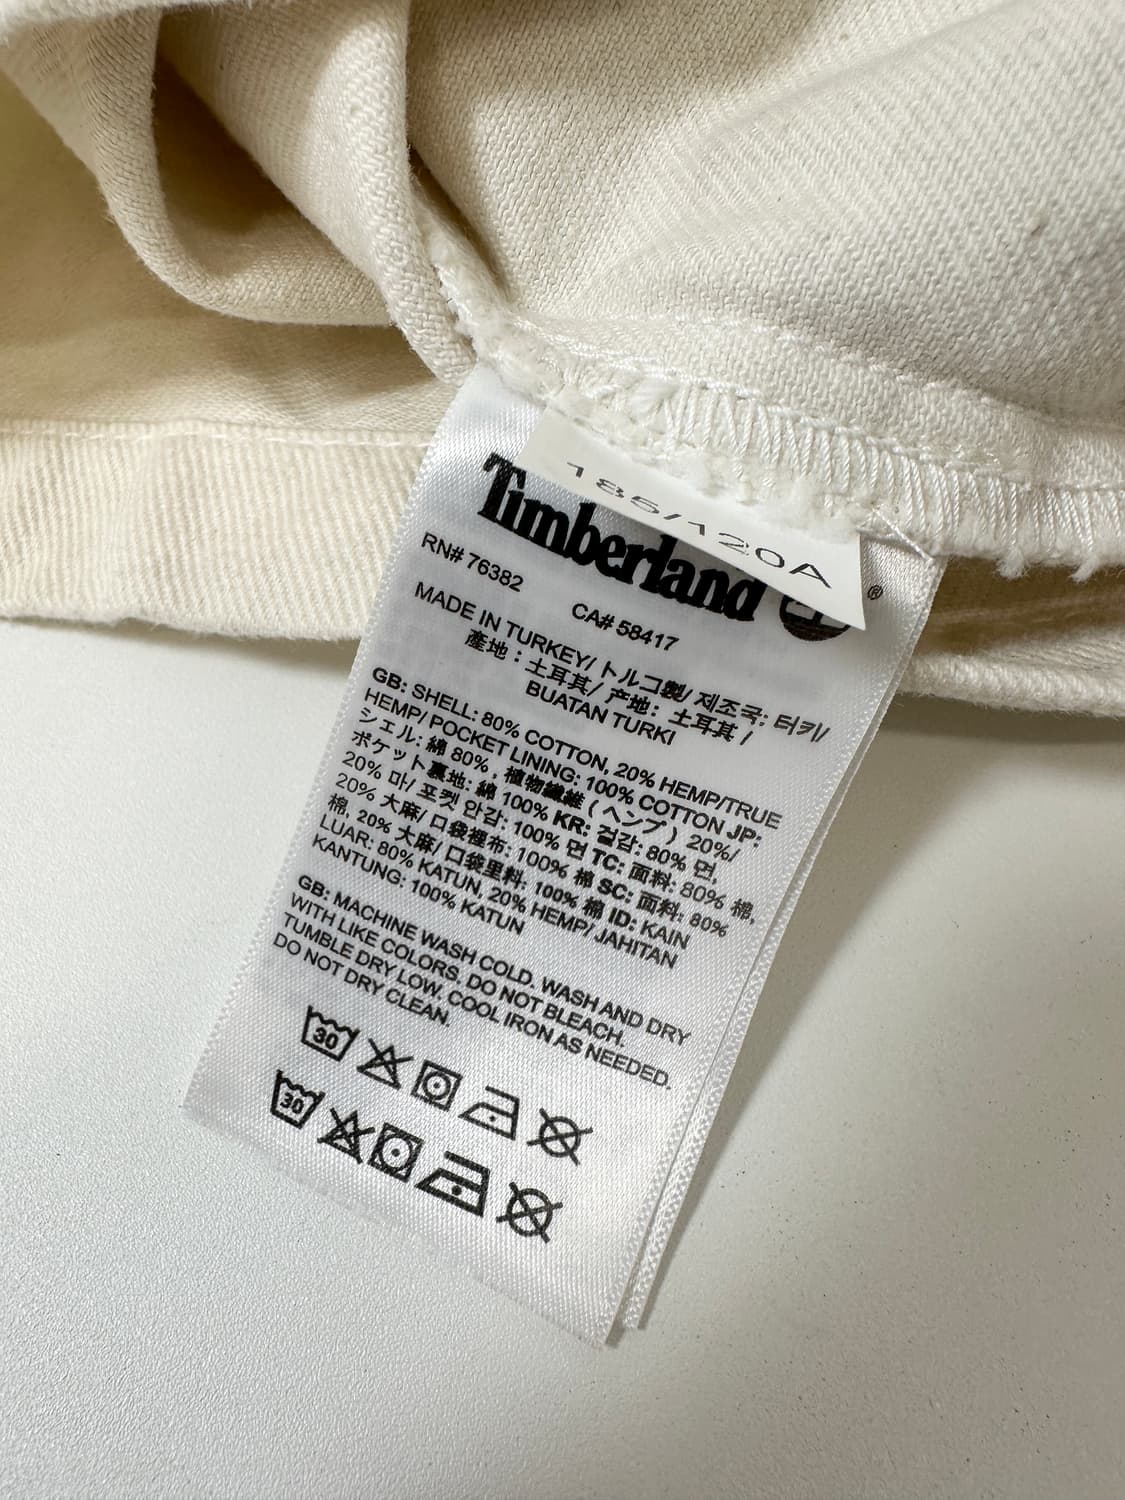 185/120A
Timberland ®
RN# 76382 CA# 58417
MADE IN TURKEY/ トルコ製/ 제조국: 터키/
產地：土耳其/ 产地：土耳其 /
BUATAN TURKI
GB: SHELL: 80% COTTON, 20% HEMP/TRUE
HEMP/ POCKET LINING: 100% COTTON JP:
シェル: 綿 80% , 植物繊維 ( ヘンプ ) 20%/
ポケット裏地: 綿 100% KR: 겉감: 80% 면,
20% 마/ 포켓 안감: 100% 면 TC: 面料: 80% 棉,
20% 大麻/ 口袋裡布: 100% 棉 SC: 面料: 80%
棉, 20% 大麻/ 口袋里料: 100% 棉 ID: KAIN
LUAR: 80% KATUN, 20% HEMP/ JAHITAN
KANTUNG: 100% KATUN
GB: MACHINE WASH COLD. WASH AND DRY
WITH LIKE COLORS. DO NOT BLEACH.
TUMBLE DRY LOW. COOL IRON AS NEEDED.
DO NOT DRY CLEAN.
30
30